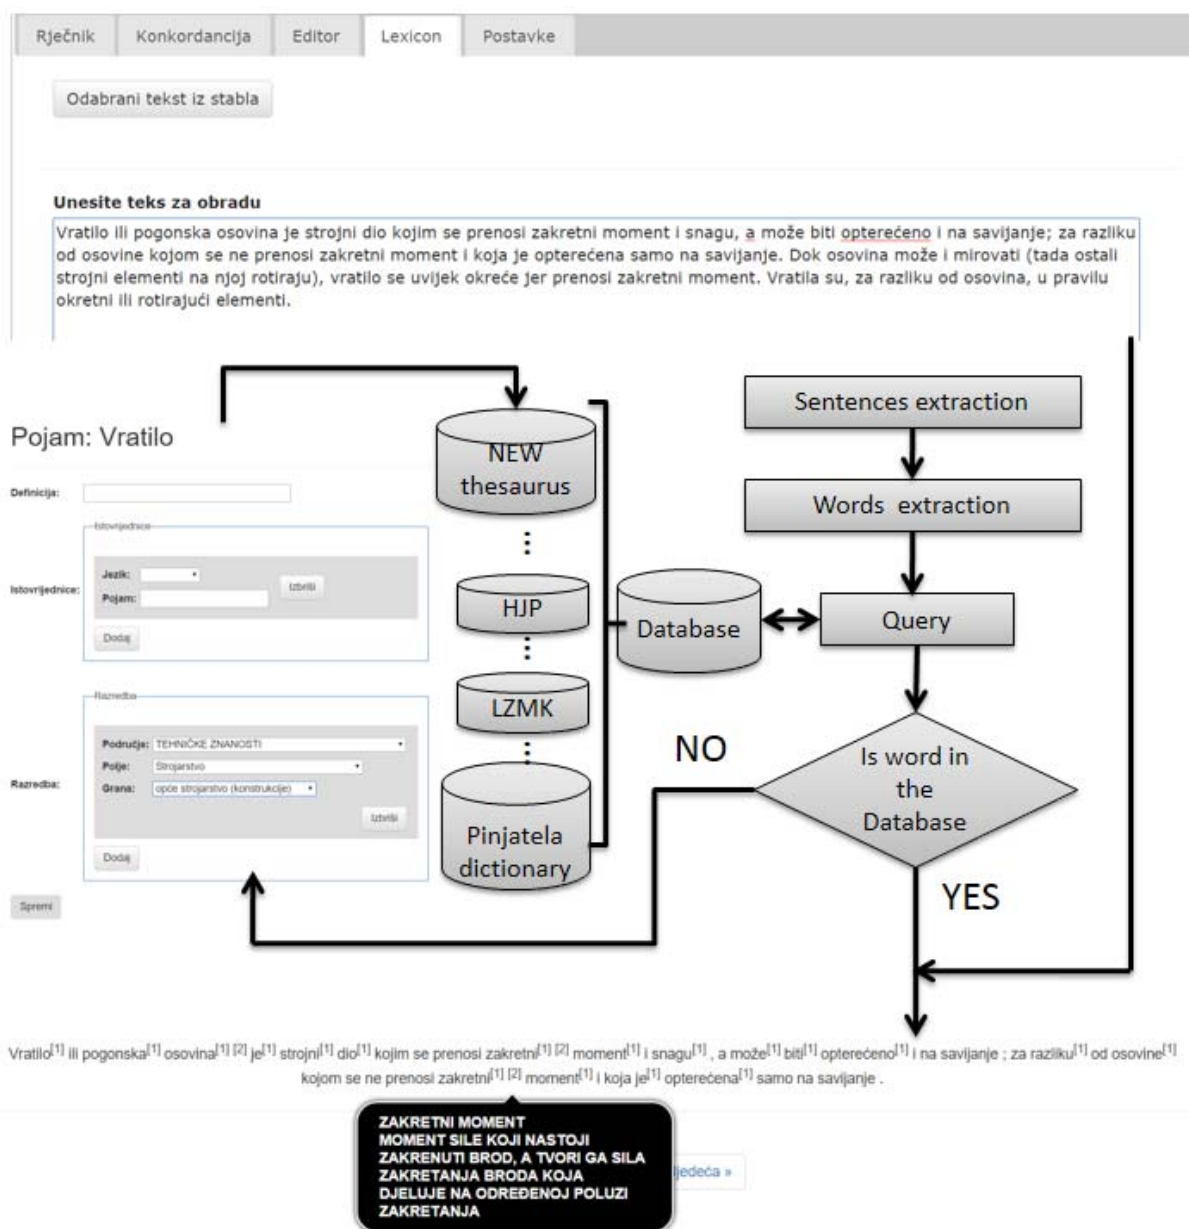 Rječnik Konkordancija Editor Lexicon Postavke
Odabrani tekst iz stabla
Unesite teks za obradu
Vratilo ili pogonska osovina je strojni dio kojim se prenosi zakretni moment i snagu, a može biti opterećeno i na savijanje; za razliku
od osovine kojom se ne prenosi zakretni moment i koja je opterećena samo na savijanje. Dok osovina može i mirovati (tada ostali
strojni elementi na njoj rotiraju), vratilo se uvijek okreće jer prenosi zakretni moment. Vratila su, za razliku od osovina, u pravilu
okretni ili rotirajući elementi.
Pojam: Vratilo
Definicija:
Istovrijednice
Istovrijednice:
Jezik:
Pojam:
Izbriši
Dodaj
Razredba
Razredba:
Područje: TEHNIČKE ZNANOSTI
Polje: Strojarstvo
Grana: opće strojarstvo (konstrukcije)
Izbriši
Dodaj
Spremi
NEW
thesaurus
HJP
LZMK
Pinjatela
dictionary
Database
Sentences extraction
Words extraction
Query
Is word in
the
Database
NO
YES
Vratilo[1] ili pogonska[1] osovina[1] [2] je[1] strojni[1] dio[1] kojim se prenosi zakretni[1] [2] moment[1] i snagu[1] , a može[1] biti[1] opterećeno[1] i na savijanje ; za razliku[1] od osovine[1]
kojom se ne prenosi zakretni[1] [2] moment[1] i koja je[1] opterećena[1] samo na savijanje .
ZAKRETNI MOMENT
MOMENT SILE KOJI NASTOJI
ZAKRENUTI BROD, A TVORI GA SILA
ZAKRETANJA BRODA KOJA
DJELUJE NA ODREĐENOJ POLUZI
ZAKRETANJA
ljedeća »